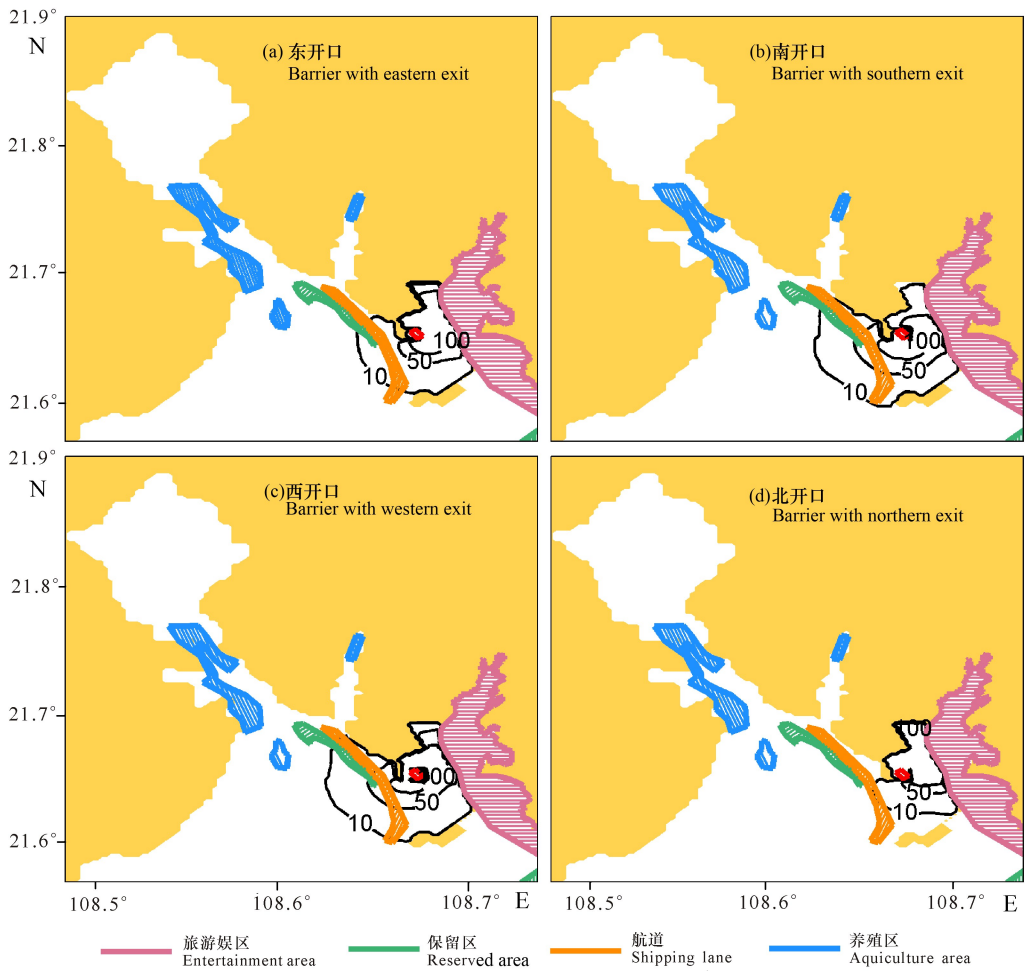 21.9°
N
(a) 东开口
Barrier with eastern exit
(b)南开口
Barrier with southern exit
21.8°
21.7°
100
50
10
100
50
10
21.6°
21.9°
N
(c)西开口
Barrier with western exit
(d)北开口
Barrier with northern exit
21.8°
21.7°
100
100
50
10
50
10
21.6°
108.5°
108.6°
108.7°
E
108.5°
108.6°
108.7°
E
旅游娱区
Entertainment area
保留区
Reserved area
航道
Shipping lane
养殖区
Aquiculture area